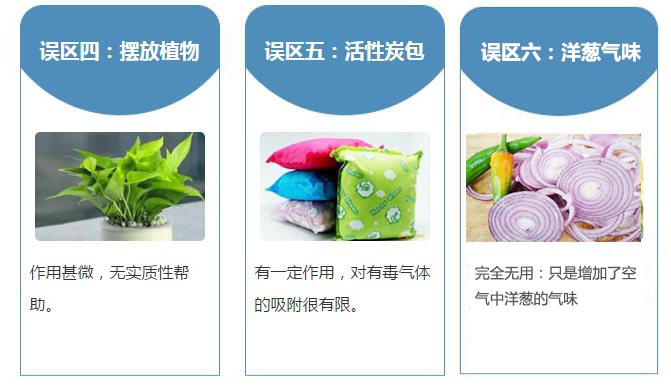 误区四：摆放植物
作用甚微，无实质性帮
助。
误区五：活性炭包
有一定作用，对有毒气体
的吸附很有限。
误区六：洋葱气味
完全无用：只是增加了空
气中洋葱的气味